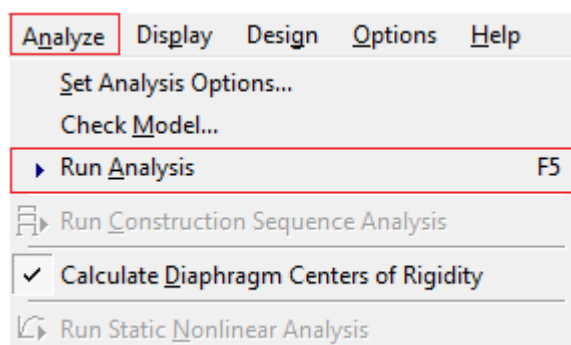 Analyze Display Design Options Help
Set Analysis Options...
Check Model...
Run Analysis F5
Run Construction Sequence Analysis
Calculate Diaphragm Centers of Rigidity
Run Static Nonlinear Analysis